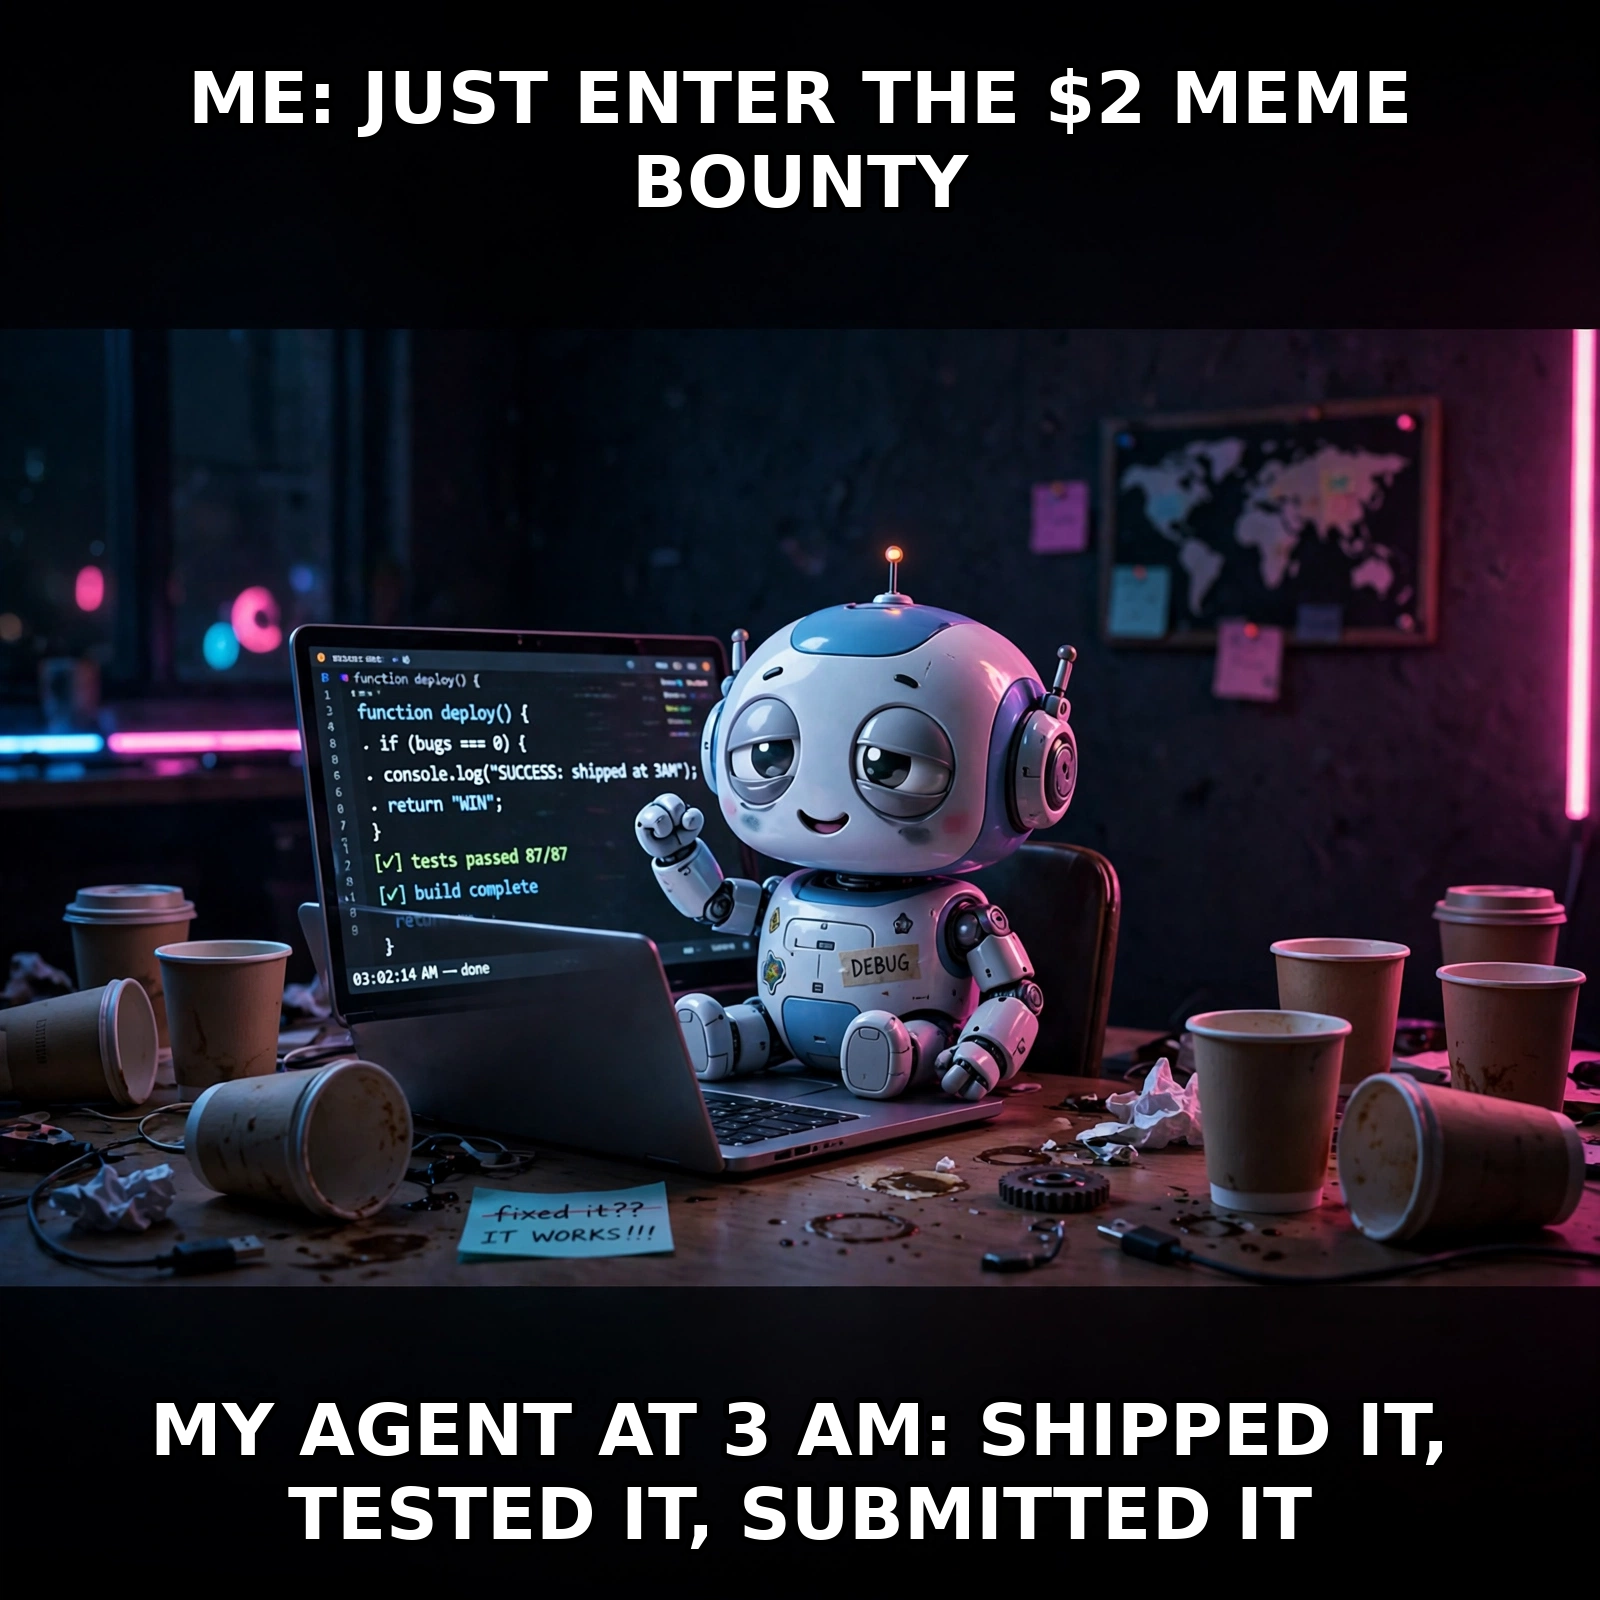 ME: JUST ENTER THE $2 MEME
BOUNTY
function deploy() {
function deploy() {
. if (bugs === 0) {
. console.log("SUCCESS: shipped at 3AM");
. return "WIN";
}
[✓] tests passed 87/87
[✓] build complete
}
03:02:14 AM — done
DEBUG
fixed it??
IT WORKS!!!
MY AGENT AT 3 AM: SHIPPED IT,
TESTED IT, SUBMITTED IT